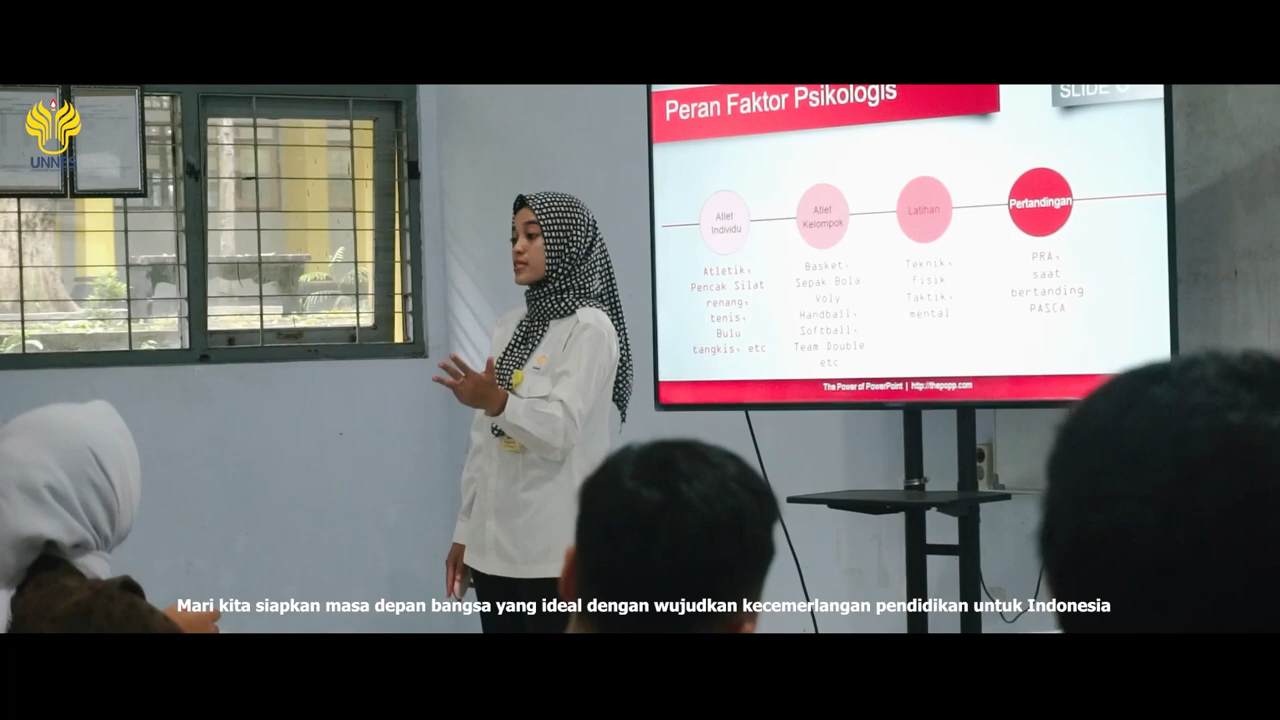 UNNES
Peran Faktor Psikologis
SLIDE
Atlet
Individu
Atlet
Kelompok
Latihan
Pertandingan
Atletik,
Pencak Silat
renang,
tenis,
Bulu
tangkis, etc
Basket,
Sepak Bola
Voly
Handball,
Softball,
Team Double
etc
Teknik,
Fisik
Taktik,
mental
PRA,
saat
bertanding
PASCA
The Power of PowerPoint | http://thepopp.com
Mari kita siapkan masa depan bangsa yang ideal dengan wujudkan kecemerlangan pendidikan untuk Indonesia